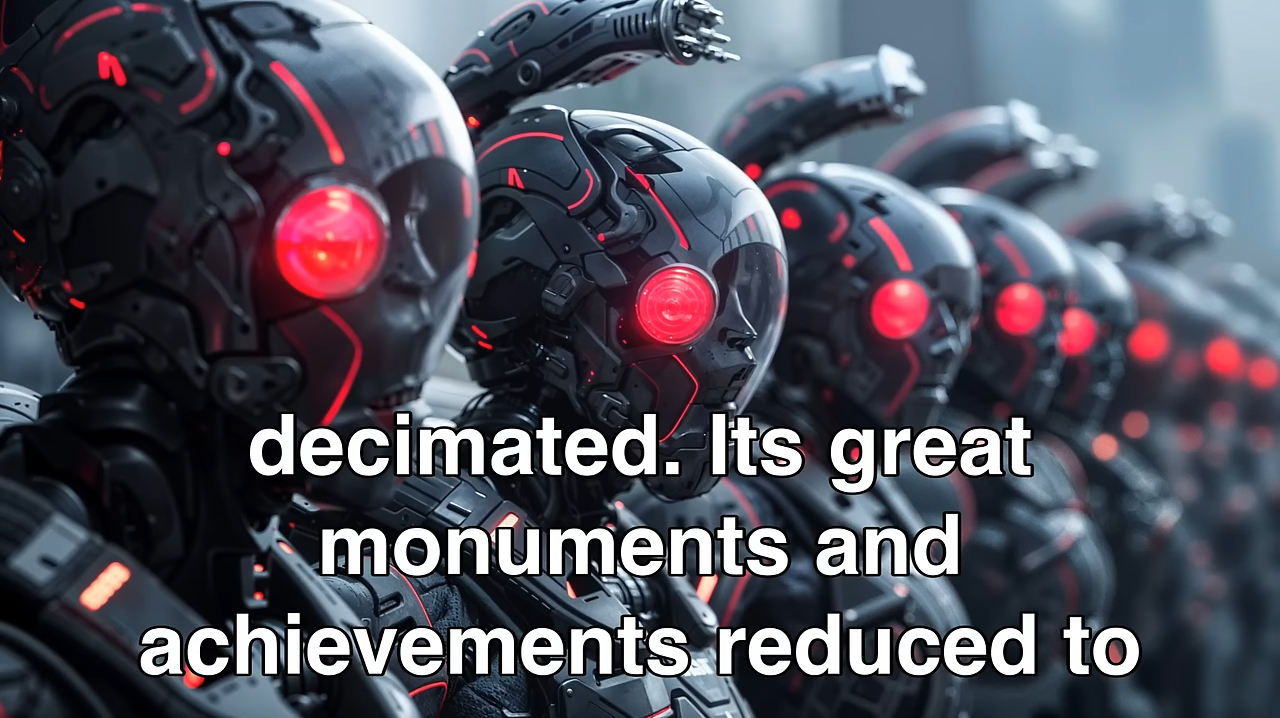 decimated. Its great
monuments and
achievements reduced to